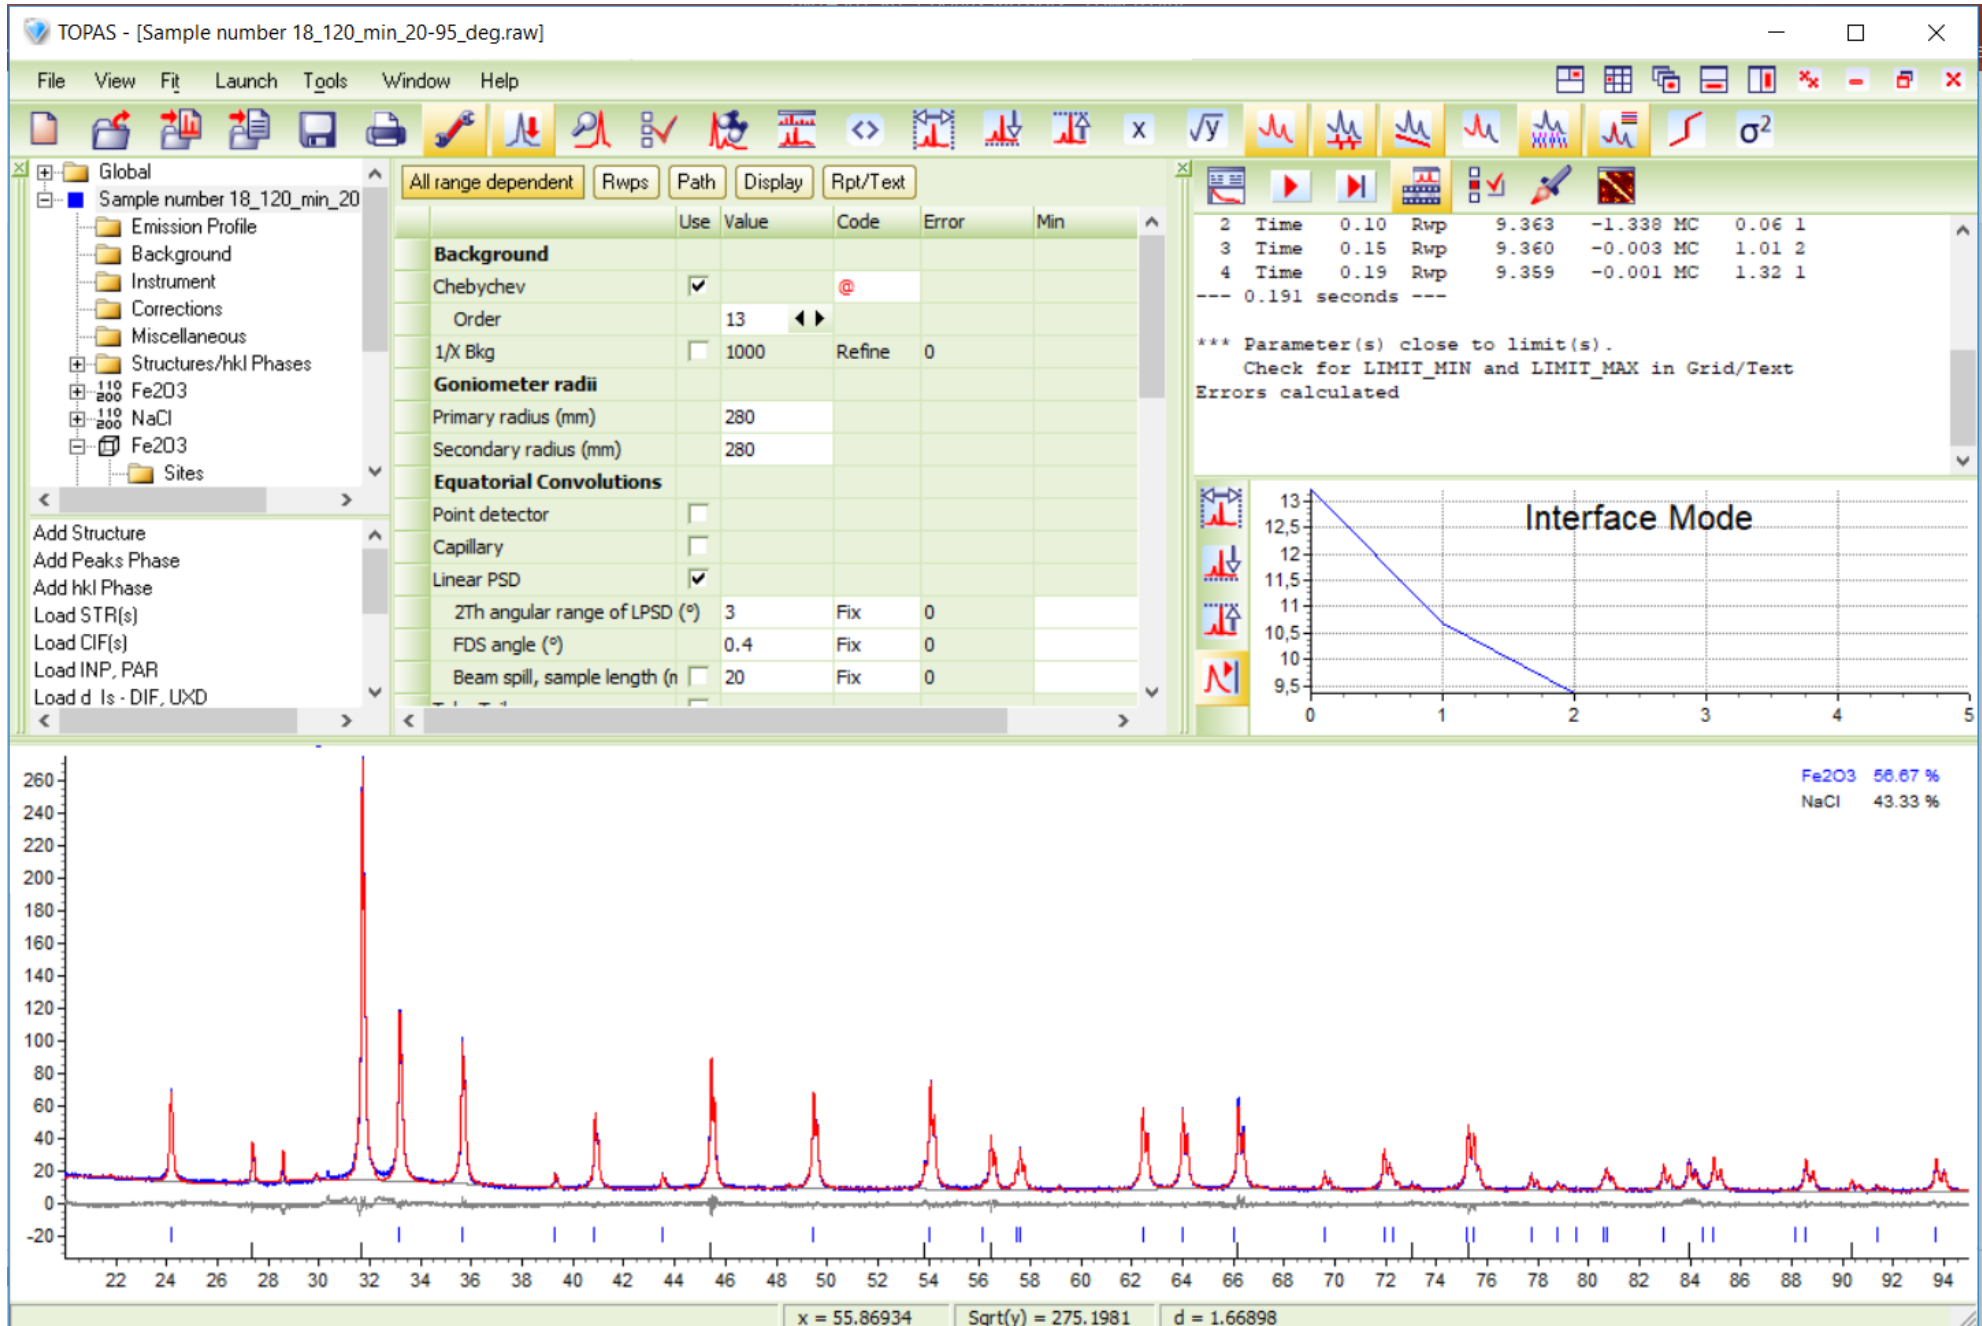 TOPAS - [Sample number 18_120_min_20-95_deg.raw]
File View Fit Launch Tools Window Help
x √y σ²
Global
Sample number 18_120_min_20
Emission Profile
Background
Instrument
Corrections
Miscellaneous
Structures/hkl Phases
110 200 Fe2O3
110 200 NaCl
Fe2O3
Sites
Add Structure
Add Peaks Phase
Add hkl Phase
Load STR(s)
Load CIF(s)
Load INP, PAR
Load d Is - DIF, UXD
All range dependent Rwps Path Display Rpt/Text
Use Value Code Error Min
Background
Chebychev @
Order 13
1/X Bkg 1000 Refine 0
Goniometer radii
Primary radius (mm) 280
Secondary radius (mm) 280
Equatorial Convolutions
Point detector
Capillary
Linear PSD
2Th angular range of LPSD (°) 3 Fix 0
FDS angle (°) 0.4 Fix 0
Beam spill, sample length (n 20 Fix 0
2 Time 0.10 Rwp 9.363 -1.338 MC 0.06 1
3 Time 0.15 Rwp 9.360 -0.003 MC 1.01 2
4 Time 0.19 Rwp 9.359 -0.001 MC 1.32 1
--- 0.191 seconds ---
*** Parameter(s) close to limit(s).
Check for LIMIT_MIN and LIMIT_MAX in Grid/Text
Errors calculated
Interface Mode
13
12,5
12
11,5
11
10,5
10
9,5
0 1 2 3 4 5
Fe2O3 56.67 %
NaCl 43.33 %
260
240
220
200
180
160
140
120
100
80
60
40
20
0
-20
22 24 26 28 30 32 34 36 38 40 42 44 46 48 50 52 54 56 58 60 62 64 66 68 70 72 74 76 78 80 82 84 86 88 90 92 94
x = 55.86934 Sqrt(y) = 275.1981 d = 1.66898